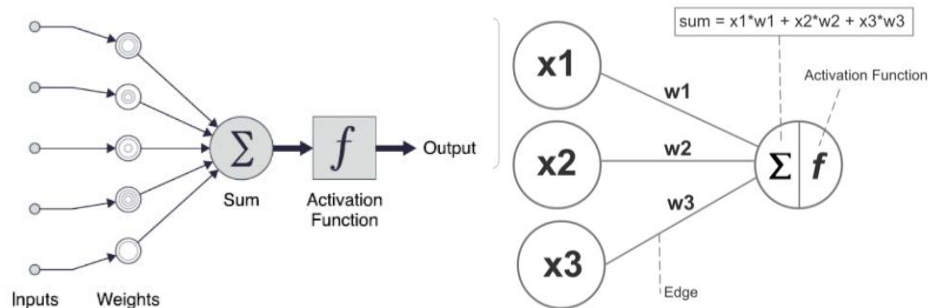 Σ
f
Output
Sum
Activation
Function
Inputs
Weights
sum = x1*w1 + x2*w2 + x3*w3
Activation Function
x1
w1
x2
w2
Σ
f
w3
x3
Edge